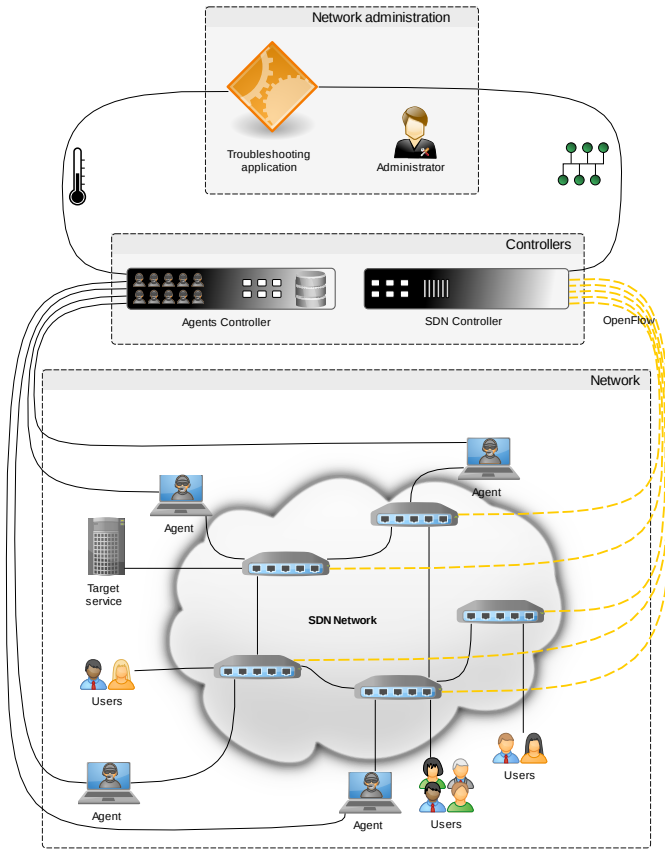 Network administration
Troubleshooting
application
Administrator
Controllers
Agents Controller
SDN Controller
OpenFlow
Network
Agent
Agent
Target
service
SDN Network
Users
Users
Agent
Agent
Users